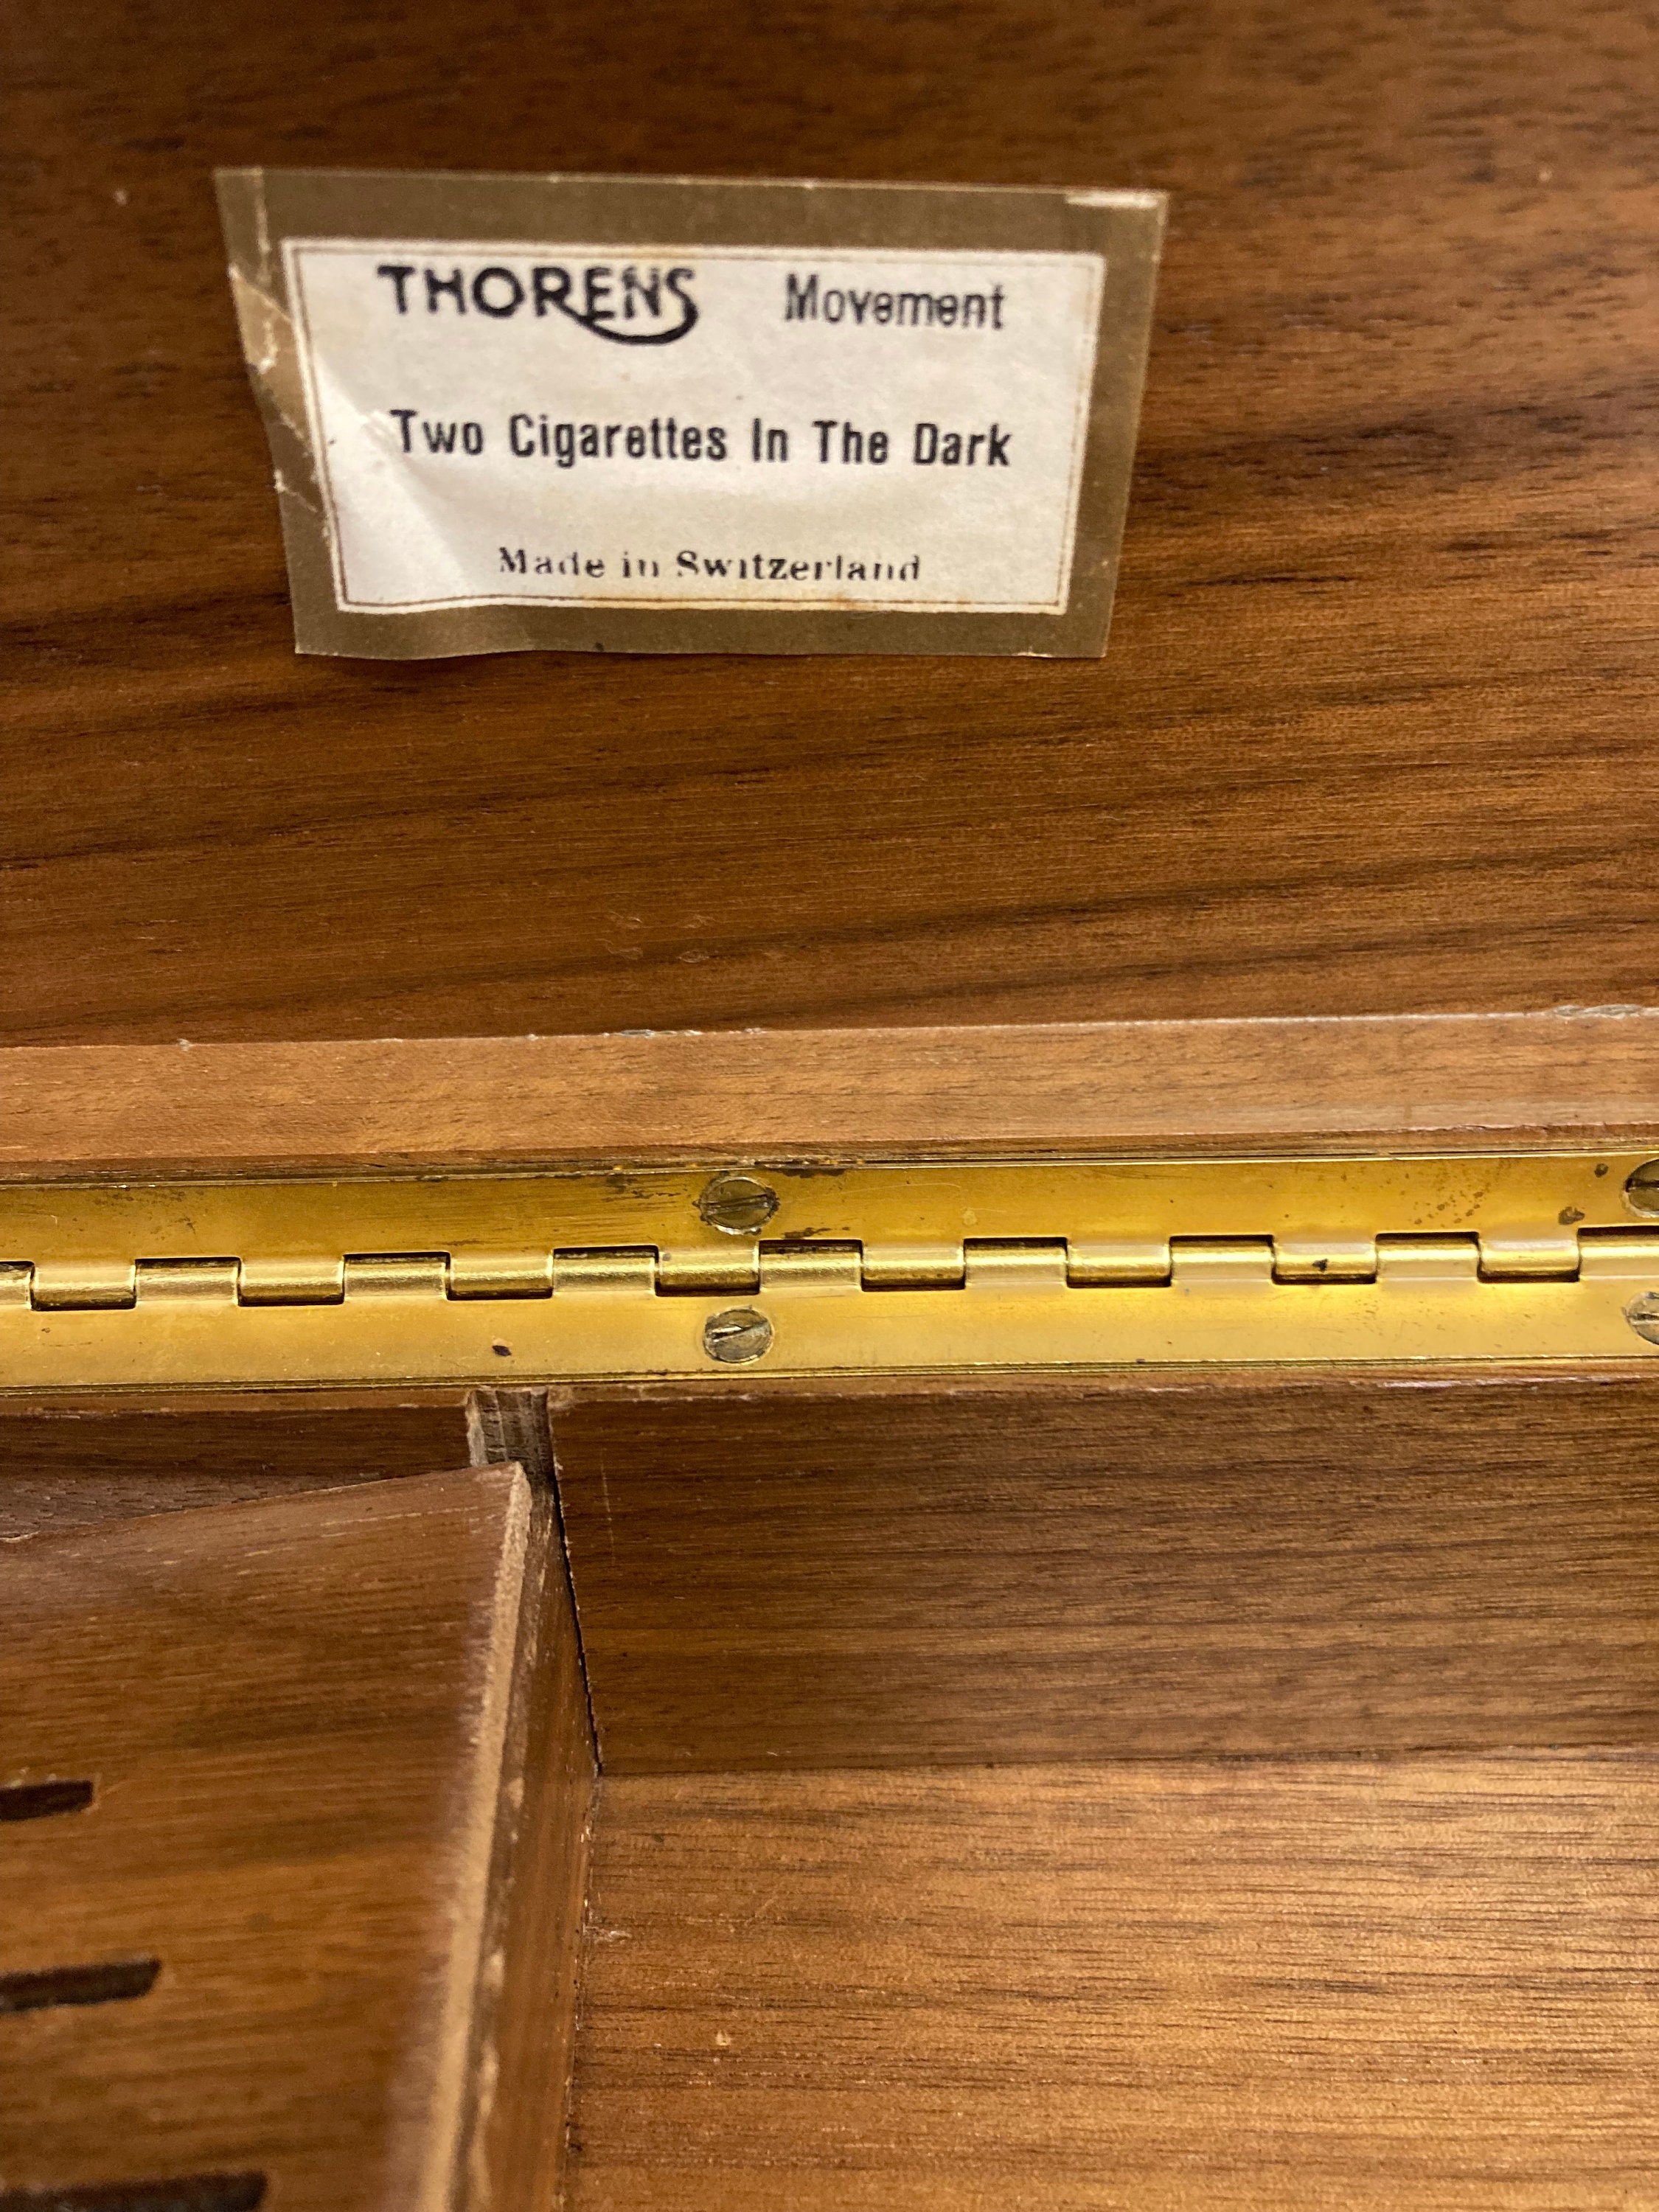 THORENS Movement
Two Cigarettes In The Dark
Made in Switzerland